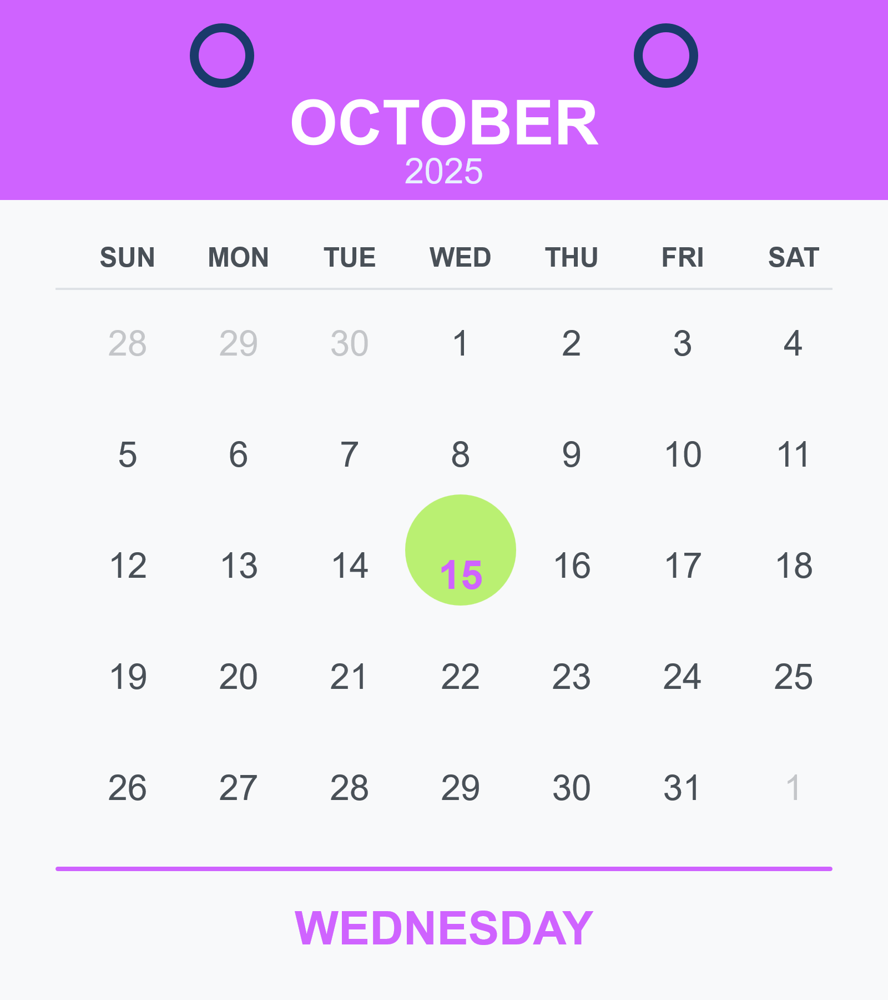 OCTOBER
2025
SUN MON TUE WED THU FRI SAT
28 29 30 1 2 3 4
5 6 7 8 9 10 11
12 13 14 15 16 17 18
19 20 21 22 23 24 25
26 27 28 29 30 31 1
WEDNESDAY